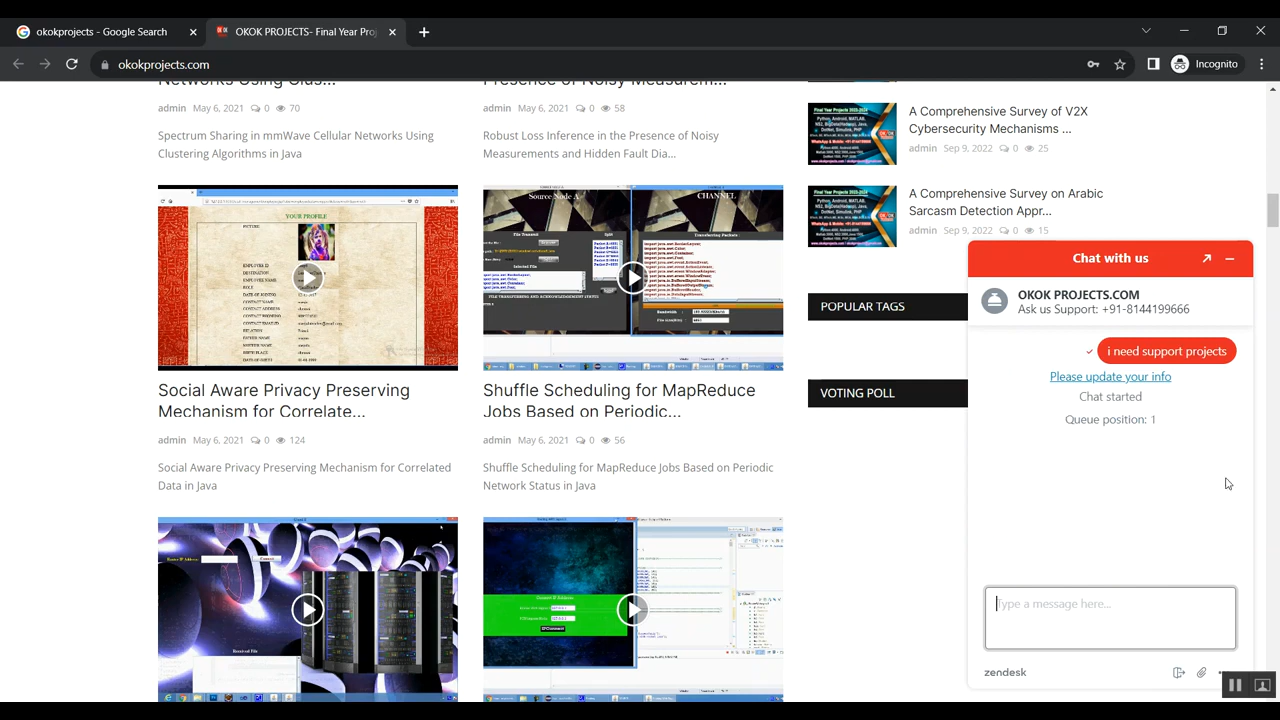 okokprojects - Google Search
OKOK PROJECTS- Final Year Proj
okokprojects.com
Incognito
admin May 6, 2021 0 70
Spectrum Sharing in mmWave Cellular Networks Using
Clustering Algorithms in Java
admin May 6, 2021 0 58
Robust Loss Inference in the Presence of Noisy
Measurements and Hidden Fault Dia...
YOUR PROFILE
PICTURE
Social Aware Privacy Preserving
Mechanism for Correlate...
admin May 6, 2021 0 124
Social Aware Privacy Preserving Mechanism for Correlated
Data in Java
Source Node A
CHANNEL
Shuffle Scheduling for MapReduce
Jobs Based on Periodic...
admin May 6, 2021 0 56
Shuffle Scheduling for MapReduce Jobs Based on Periodic
Network Status in Java
A Comprehensive Survey of V2X
Cybersecurity Mechanisms ...
admin Sep 9, 2022 0 25
A Comprehensive Survey on Arabic
Sarcasm Detection Appr...
admin Sep 9, 2022 0 15
POPULAR TAGS
VOTING POLL
Chat with us
OKOK PROJECTS.COM
Ask us Support +91 8144199666
i need support projects
Please update your info
Chat started
Queue position: 1
Type a message here...
zendesk